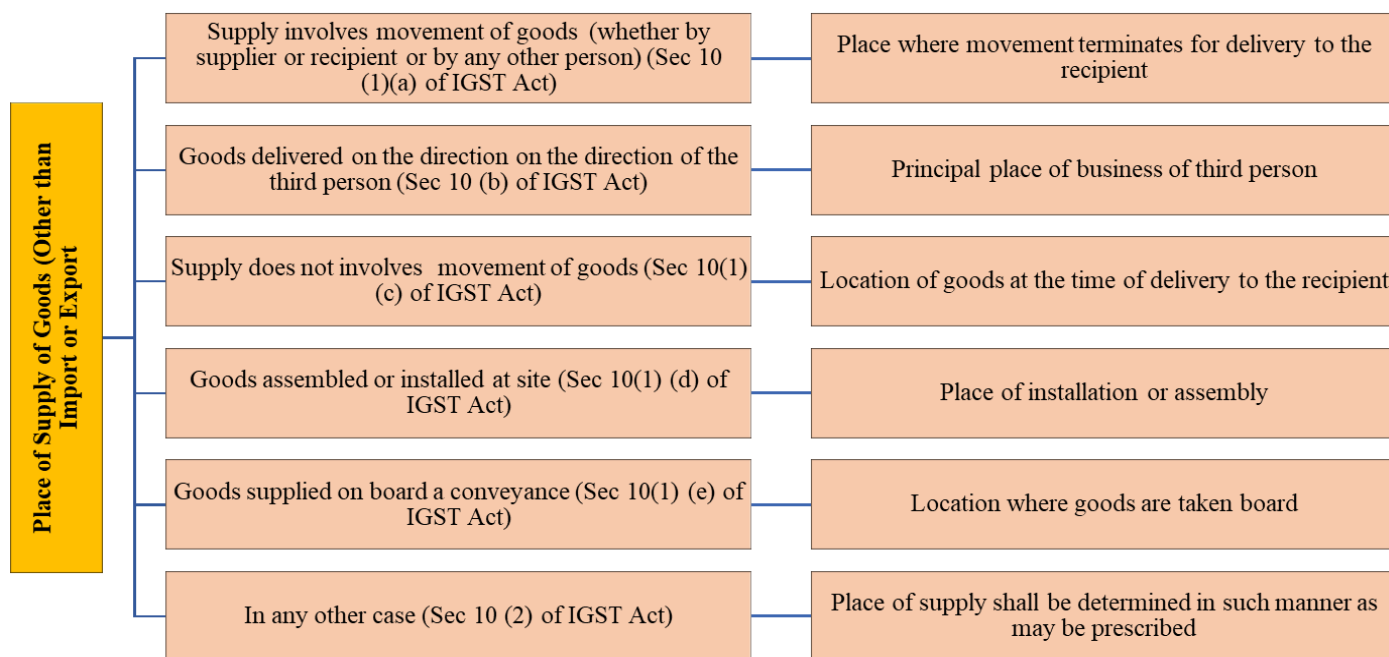 Place of Supply of Goods (Other than
Import or Export
Supply involves movement of goods (whether by
supplier or recipient or by any other person) (Sec 10
(1)(a) of IGST Act)
Place where movement terminates for delivery to the
recipient
Goods delivered on the direction on the direction of the
third person (Sec 10 (b) of IGST Act)
Principal place of business of third person
Supply does not involves movement of goods (Sec 10(1)
(c) of IGST Act)
Location of goods at the time of delivery to the recipient
Goods assembled or installed at site (Sec 10(1) (d) of
IGST Act)
Place of installation or assembly
Goods supplied on board a conveyance (Sec 10(1) (e) of
IGST Act)
Location where goods are taken board
In any other case (Sec 10 (2) of IGST Act)
Place of supply shall be determined in such manner as
may be prescribed